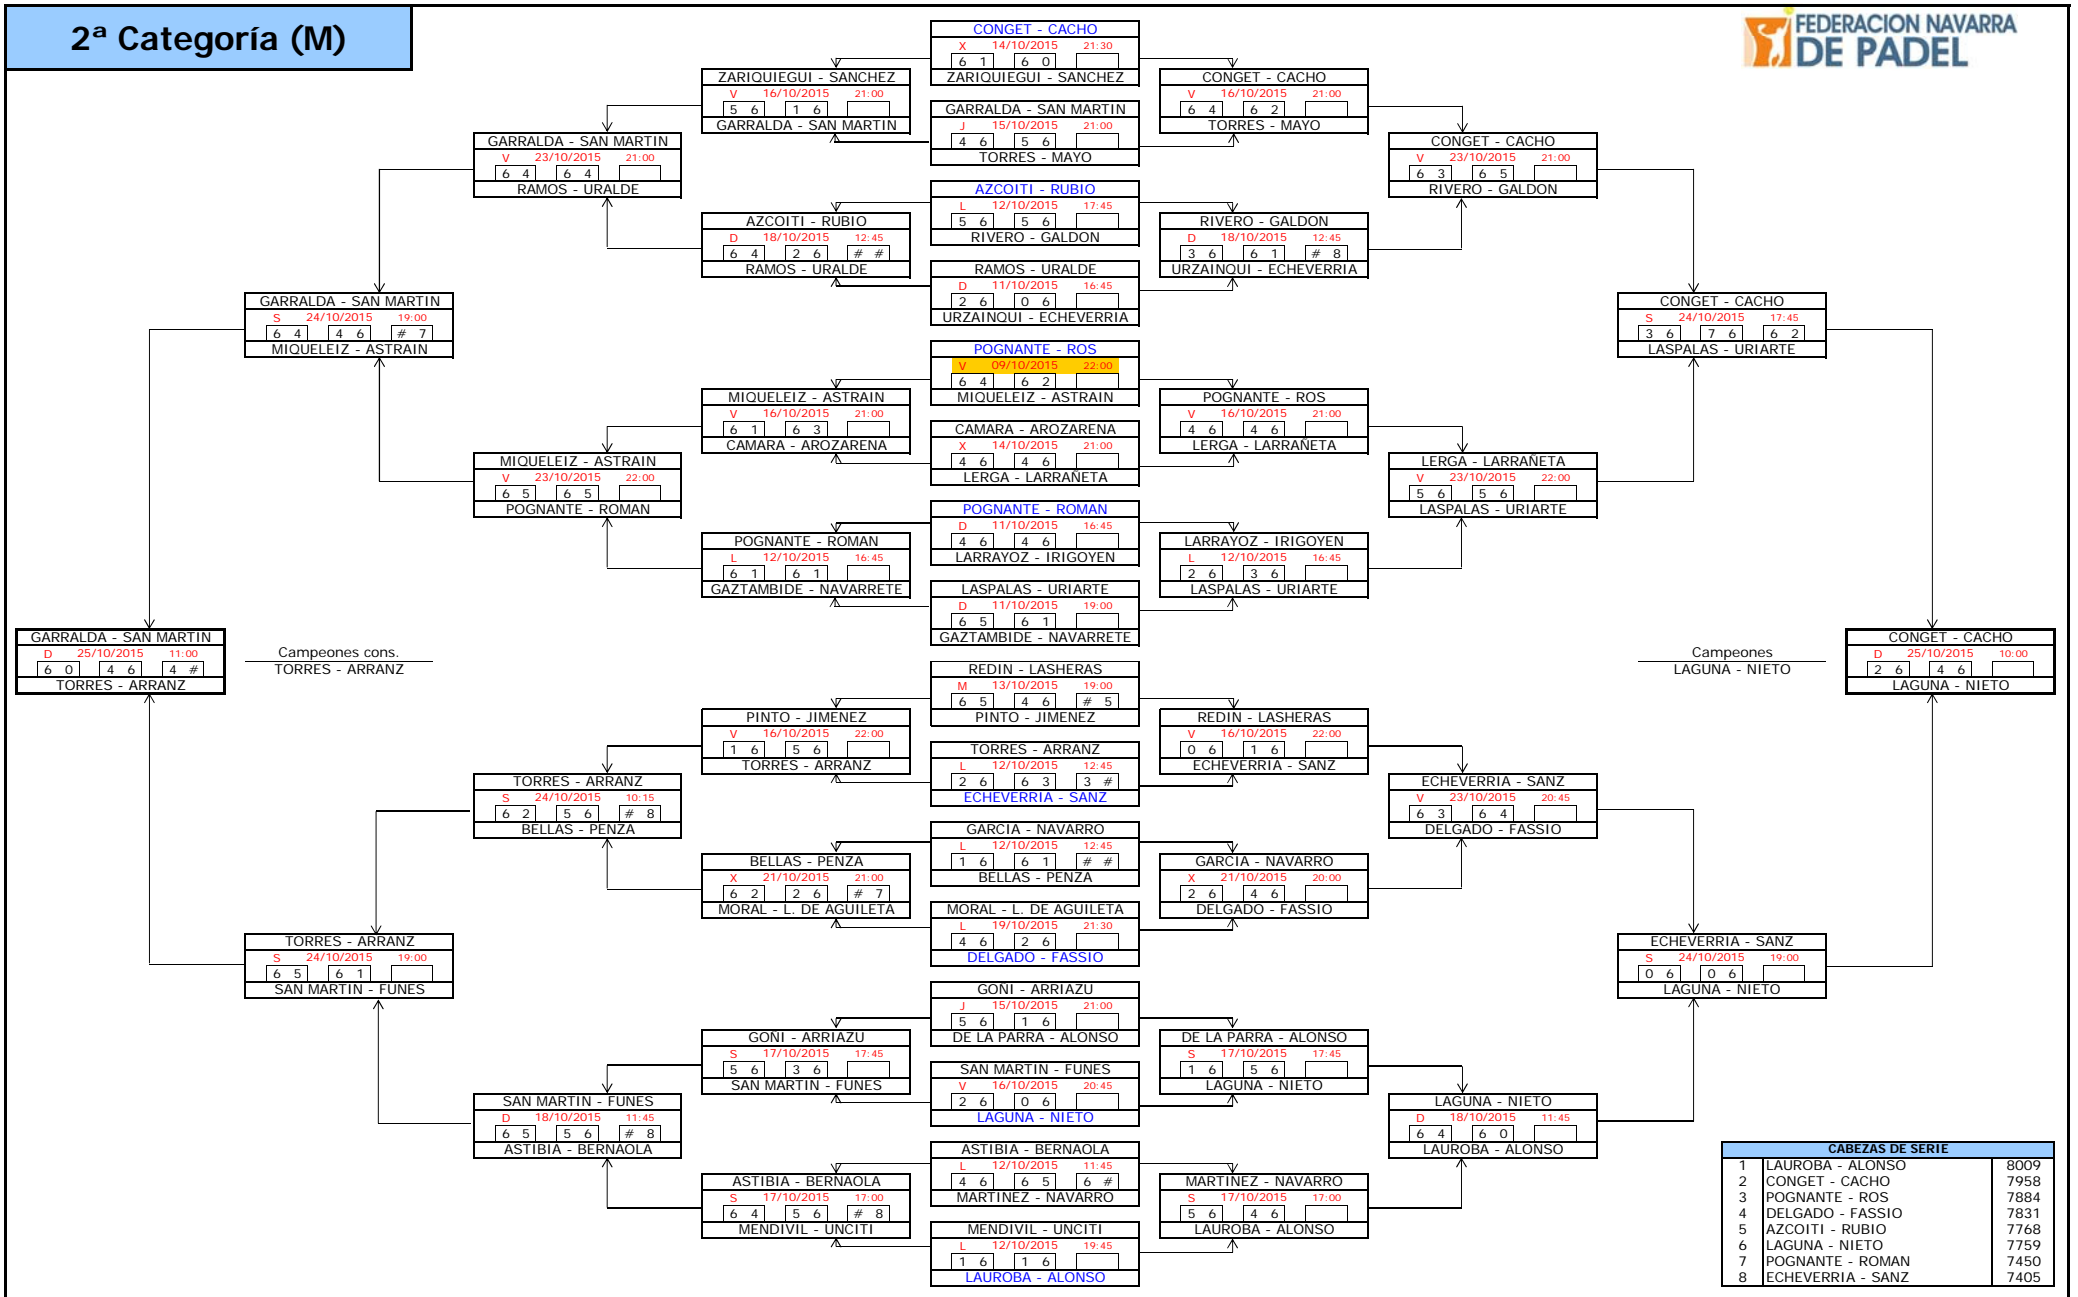 2ª Categoría (M)
FEDERACION NAVARRA
DE PADEL
CONGET - CACHO
X 14/10/2015 21:30
6 1 6 0
ZARIQUIEGUI - SANCHEZ
GARRALDA - SAN MARTIN
J 15/10/2015 21:00
4 6 5 6
TORRES - MAYO
AZCOITI - RUBIO
L 12/10/2015 17:45
5 6 5 6
RIVERO - GALDON
RAMOS - URALDE
D 11/10/2015 16:45
2 6 0 6
URZAINQUI - ECHEVERRIA
POGNANTE - ROS
V 09/10/2015 22:00
6 4 6 2
MIQUELEIZ - ASTRAIN
CAMARA - AROZARENA
X 14/10/2015 21:00
4 6 4 6
LERGA - LARRAÑETA
POGNANTE - ROMAN
D 11/10/2015 16:45
4 6 4 6
LARRAYOZ - IRIGOYEN
LASPALAS - URIARTE
D 11/10/2015 19:00
6 5 6 1
GAZTAMBIDE - NAVARRETE
REDIN - LASHERAS
M 13/10/2015 19:00
6 5 4 6 # 5
PINTO - JIMENEZ
TORRES - ARRANZ
L 12/10/2015 12:45
2 6 6 3 3 #
ECHEVERRIA - SANZ
GARCIA - NAVARRO
L 12/10/2015 12:45
1 6 6 1 # #
BELLAS - PENZA
MORAL - L. DE AGUILETA
L 19/10/2015 21:30
4 6 2 6
DELGADO - FASSIO
GOÑI - ARRIAZU
J 15/10/2015 21:00
5 6 1 6
DE LA PARRA - ALONSO
SAN MARTIN - FUNES
V 16/10/2015 20:45
2 6 0 6
LAGUNA - NIETO
ASTIBIA - BERNAOLA
L 12/10/2015 11:45
4 6 6 5 6 #
MARTINEZ - NAVARRO
MENDIVIL - UNCITI
L 12/10/2015 19:45
1 6 1 6
LAUROBA - ALONSO
ZARIQUIEGUI - SANCHEZ
V 16/10/2015 21:00
5 6 1 6
GARRALDA - SAN MARTIN
AZCOITI - RUBIO
D 18/10/2015 12:45
6 4 2 6 # #
RAMOS - URALDE
MIQUELEIZ - ASTRAIN
V 16/10/2015 21:00
6 1 6 3
CAMARA - AROZARENA
POGNANTE - ROMAN
L 12/10/2015 16:45
6 1 6 1
GAZTAMBIDE - NAVARRETE
PINTO - JIMENEZ
V 16/10/2015 22:00
1 6 5 6
TORRES - ARRANZ
BELLAS - PENZA
X 21/10/2015 21:00
6 2 2 6 # 7
MORAL - L. DE AGUILETA
GOÑI - ARRIAZU
S 17/10/2015 17:45
5 6 3 6
SAN MARTIN - FUNES
ASTIBIA - BERNAOLA
S 17/10/2015 17:00
6 4 5 6 # 8
MENDIVIL - UNCITI
GARRALDA - SAN MARTIN
V 23/10/2015 21:00
6 4 6 4
RAMOS - URALDE
MIQUELEIZ - ASTRAIN
V 23/10/2015 22:00
6 5 6 5
POGNANTE - ROMAN
TORRES - ARRANZ
S 24/10/2015 10:15
6 2 5 6 # 8
BELLAS - PENZA
SAN MARTIN - FUNES
D 18/10/2015 11:45
6 5 5 6 # 8
ASTIBIA - BERNAOLA
GARRALDA - SAN MARTIN
S 24/10/2015 19:00
6 4 4 6 # 7
MIQUELEIZ - ASTRAIN
TORRES - ARRANZ
S 24/10/2015 19:00
6 5 6 1
SAN MARTIN - FUNES
GARRALDA - SAN MARTIN
D 25/10/2015 11:00
6 0 4 6 4 #
TORRES - ARRANZ
Campeones cons.
TORRES - ARRANZ
CONGET - CACHO
V 16/10/2015 21:00
6 4 6 2
TORRES - MAYO
RIVERO - GALDON
D 18/10/2015 12:45
3 6 6 1 # 8
URZAINQUI - ECHEVERRIA
POGNANTE - ROS
V 16/10/2015 21:00
4 6 4 6
LERGA - LARRAÑETA
LARRAYOZ - IRIGOYEN
L 12/10/2015 16:45
2 6 3 6
LASPALAS - URIARTE
REDIN - LASHERAS
V 16/10/2015 22:00
0 6 1 6
ECHEVERRIA - SANZ
GARCIA - NAVARRO
X 21/10/2015 20:00
2 6 4 6
DELGADO - FASSIO
DE LA PARRA - ALONSO
S 17/10/2015 17:45
1 6 5 6
LAGUNA - NIETO
MARTINEZ - NAVARRO
S 17/10/2015 17:00
5 6 4 6
LAUROBA - ALONSO
CONGET - CACHO
V 23/10/2015 21:00
6 3 6 5
RIVERO - GALDON
LERGA - LARRAÑETA
V 23/10/2015 22:00
5 6 5 6
LASPALAS - URIARTE
ECHEVERRIA - SANZ
V 23/10/2015 20:45
6 3 6 4
DELGADO - FASSIO
LAGUNA - NIETO
D 18/10/2015 11:45
6 4 6 0
LAUROBA - ALONSO
CONGET - CACHO
S 24/10/2015 17:45
3 6 7 6 6 2
LASPALAS - URIARTE
ECHEVERRIA - SANZ
S 24/10/2015 19:00
0 6 0 6
LAGUNA - NIETO
Campeones
LAGUNA - NIETO
CONGET - CACHO
D 25/10/2015 10:00
2 6 4 6
LAGUNA - NIETO
CABEZAS DE SERIE
1 LAUROBA - ALONSO 8009
2 CONGET - CACHO 7958
3 POGNANTE - ROS 7884
4 DELGADO - FASSIO 7831
5 AZCOITI - RUBIO 7768
6 LAGUNA - NIETO 7759
7 POGNANTE - ROMAN 7450
8 ECHEVERRIA - SANZ 7405